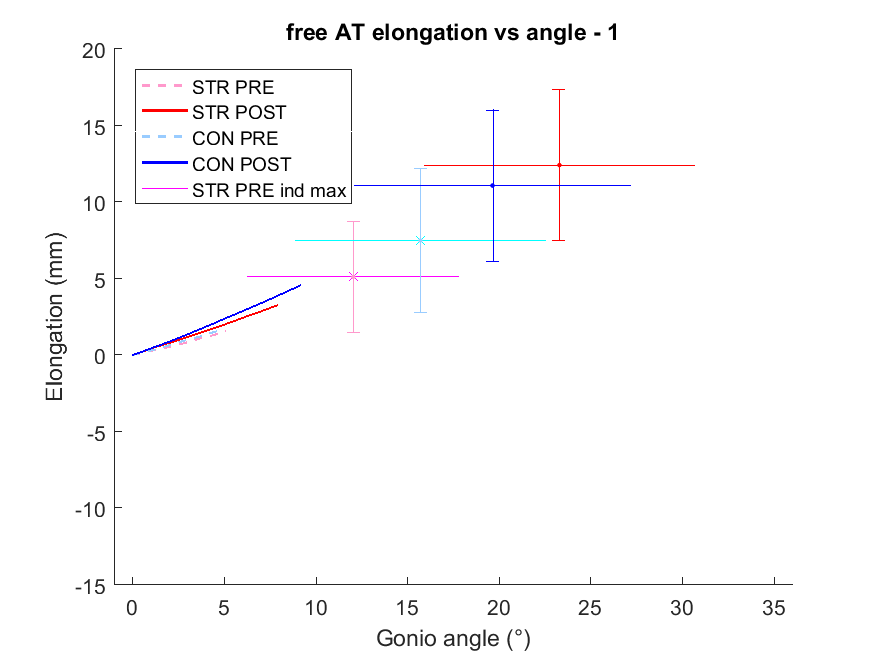 free AT elongation vs angle - 1
20
15
10
5
0
-5
-10
-15
Elongation (mm)
STR PRE
STR POST
CON PRE
CON POST
STR PRE ind max
0 5 10 15 20 25 30 35
Gonio angle (°)